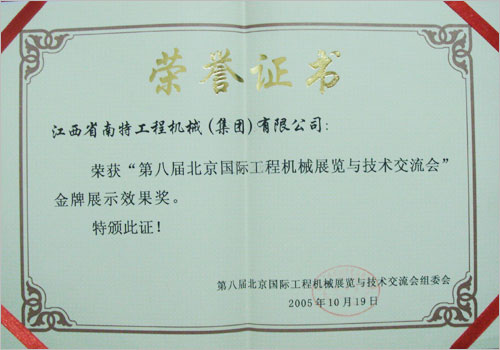 荣誉证书
江西省南特工程机械(集团)有限公司:
荣获“第八届北京国际工程机械展览与技术交流会”
金牌展示效果奖。
特颁此证!
第八届北京国际工程机械展览与技术交流会组委会
2005年10月19日